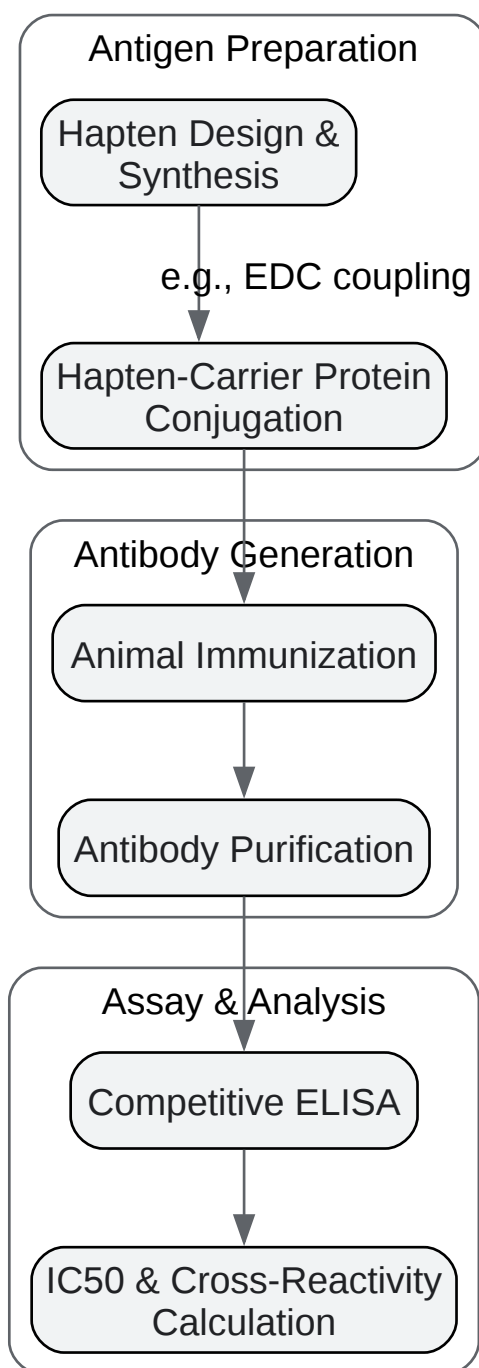 Antigen Preparation
Hapten Design &
Synthesis
e.g., EDC coupling
Hapten-Carrier Protein
Conjugation
Antibody Generation
Animal Immunization
Antibody Purification
Assay & Analysis
Competitive ELISA
IC50 & Cross-Reactivity
Calculation